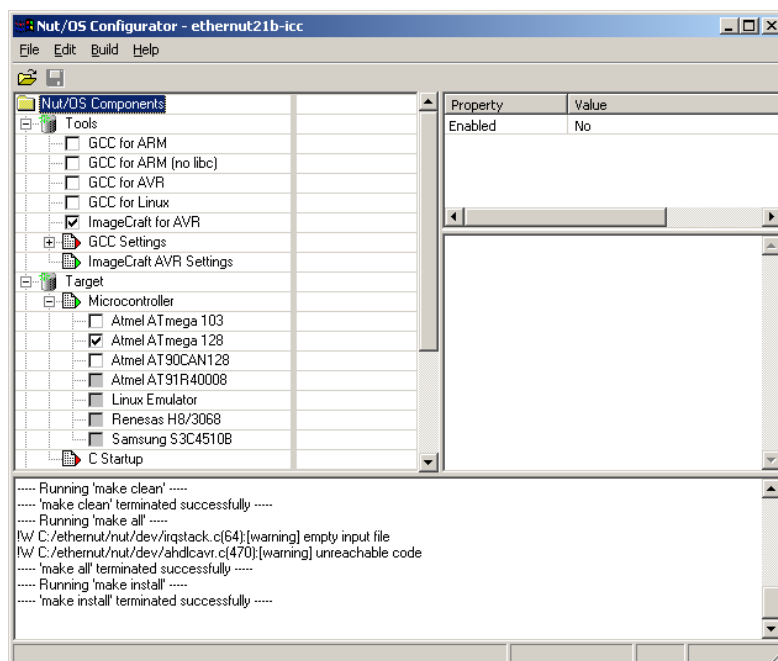 Nut/OS Configurator - ethernut21b-icc
File Edit Build Help
Nut/OS Components
Tools
GCC for ARM
GCC for ARM (no libc)
GCC for AVR
GCC for Linux
ImageCraft for AVR
GCC Settings
ImageCraft AVR Settings
Target
Microcontroller
Atmel ATmega 103
Atmel ATmega 128
Atmel AT90CAN128
Atmel AT91R40008
Linux Emulator
Renesas H8/3068
Samsung S3C4510B
C Startup
Property Value
Enabled No
----- Running 'make clean' -----
----- 'make clean' terminated successfully -----
----- Running 'make all' -----
!W C:/ethernut/nut/dev/irqstack.c(64):[warning] empty input file
!W C:/ethernut/nut/dev/ahdlcavr.c(470):[warning] unreachable code
----- 'make all' terminated successfully -----
----- Running 'make install' -----
----- 'make install' terminated successfully -----